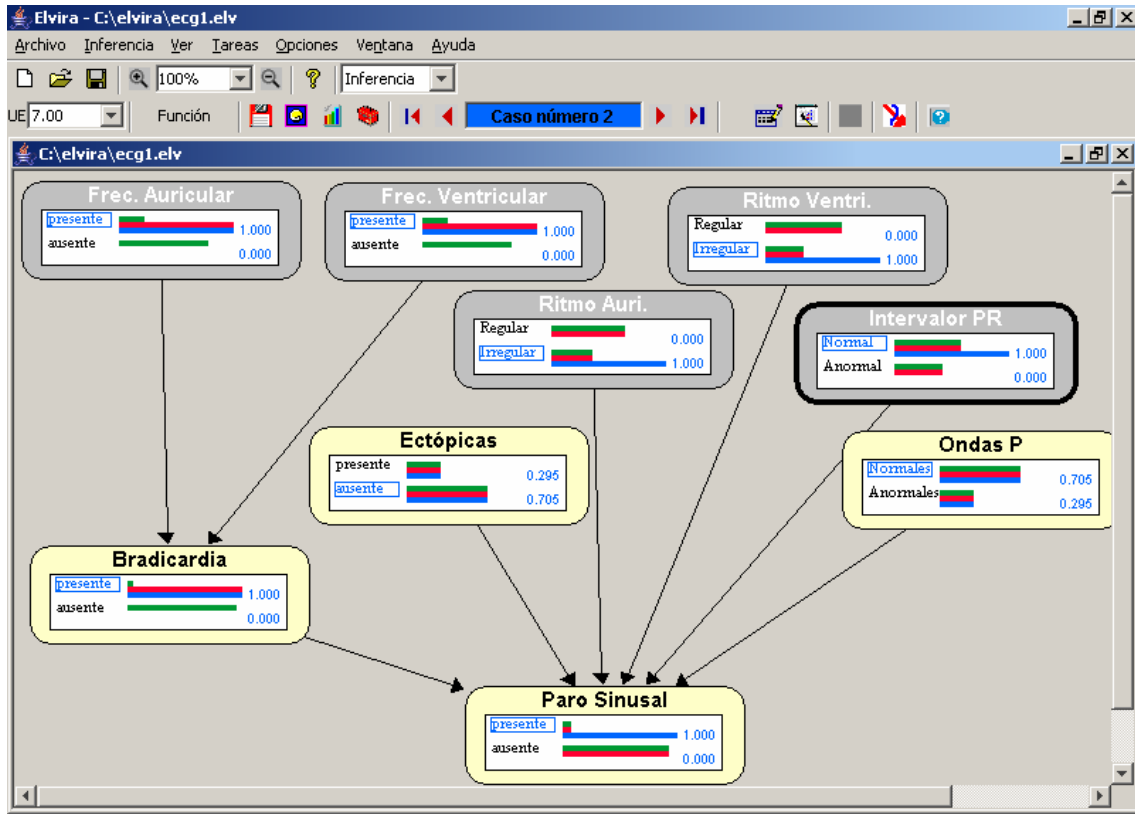 Elvira - C:\elvira\ecg1.elv
Archivo Inferencia Ver Tareas Opciones Ventana Ayuda
100% Inferencia
UE 7.00 Función Caso número 2
C:\elvira\ecg1.elv
Frec. Auricular
presente 1.000
ausente 0.000
Frec. Ventricular
presente 1.000
ausente 0.000
Ritmo Ventri.
Regular 0.000
Irregular 1.000
Ritmo Auri.
Regular 0.000
Irregular 1.000
Intervalor PR
Normal 1.000
Anormal 0.000
Ectópicas
presente 0.295
ausente 0.705
Ondas P
Normales 0.705
Anormales 0.295
Bradicardia
presente 1.000
ausente 0.000
Paro Sinusal
presente 1.000
ausente 0.000